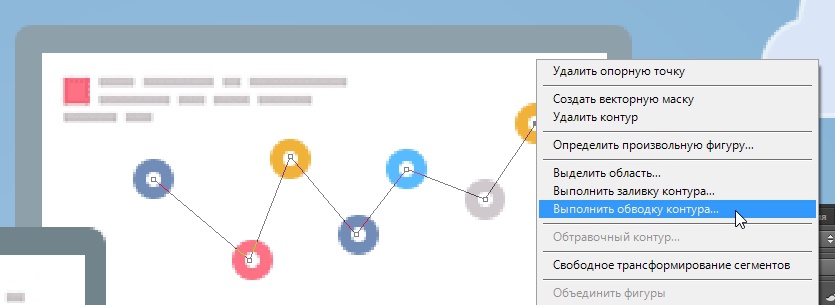 Удалить опорную точку
Создать векторную маску
Удалить контур
Определить произвольную фигуру...
Выделить область...
Выполнить заливку контура...
Выполнить обводку контура...
Обтравочный контур...
Свободное трансформирование сегментов
Объединить фигуры